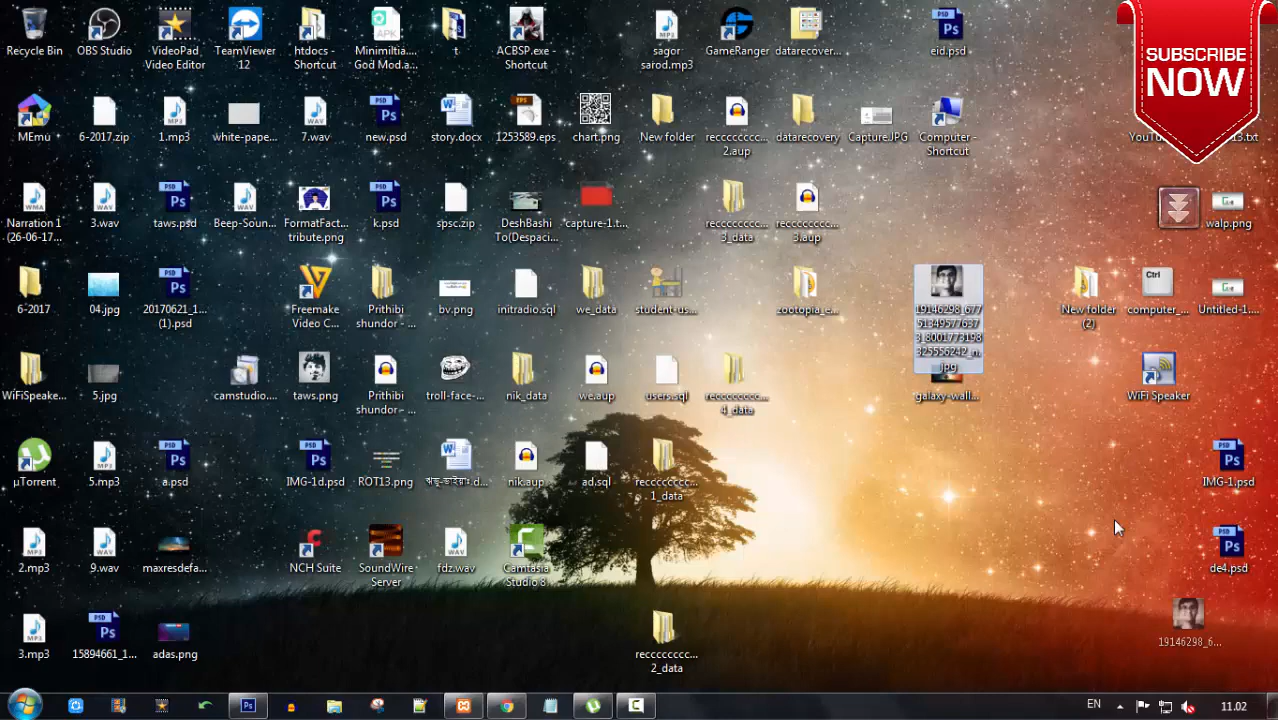 Recycle Bin
OBS Studio
VideoPad
Video Editor
TeamViewer
12
htdocs -
Shortcut
Minimiltia...
God Mod.a...
t
ACBSP.exe -
Shortcut
sagor
sarod.mp3
GameRanger
datarecover...
eid.psd
SUBSCRIBE
NOW
MEmu
6-2017.zip
1.mp3
white-pape...
7.wav
new.psd
story.docx
1253589.eps
chart.png
New folder
reccccccccc...
2.aup
datarecovery
Capture.JPG
Computer -
Shortcut
Narration 1
(26-06-17...
3.wav
taws.psd
Beep-Soun...
FormatFact...
tribute.png
k.psd
spsc.zip
DeshBashi
To(Despaci...
capture-1.t...
reccccccccc...
3_data
reccccccccc...
3.aup
walp.png
6-2017
04.jpg
20170621_1...
(1).psd
Freemake
Video C...
Prithibi
shundor - ...
bv.png
initradio.sql
we_data
student-us...
zootopia_e...
19146298_677
513495776373
_8001773198
325556242_n.
jpg
New folder
(2)
Ctrl
computer_...
Untitled-1....
WiFiSpeake...
5.jpg
camstudio...
taws.png
Prithibi
shundor - ...
troll-face-...
nik_data
we.aup
users.sql
reccccccccc...
4_data
galaxy-wall...
WiFi Speaker
µTorrent
5.mp3
a.psd
IMG-1d.psd
ROT13.png
nik.aup
ad.sql
reccccccccc...
1_data
IMG-1.psd
2.mp3
9.wav
maxresdefa...
NCH Suite
SoundWire
Server
fdz.wav
Camtasia
Studio 8
de4.psd
3.mp3
15894661_1...
adas.png
reccccccccc...
2_data
19146298_6...
EN
11.02